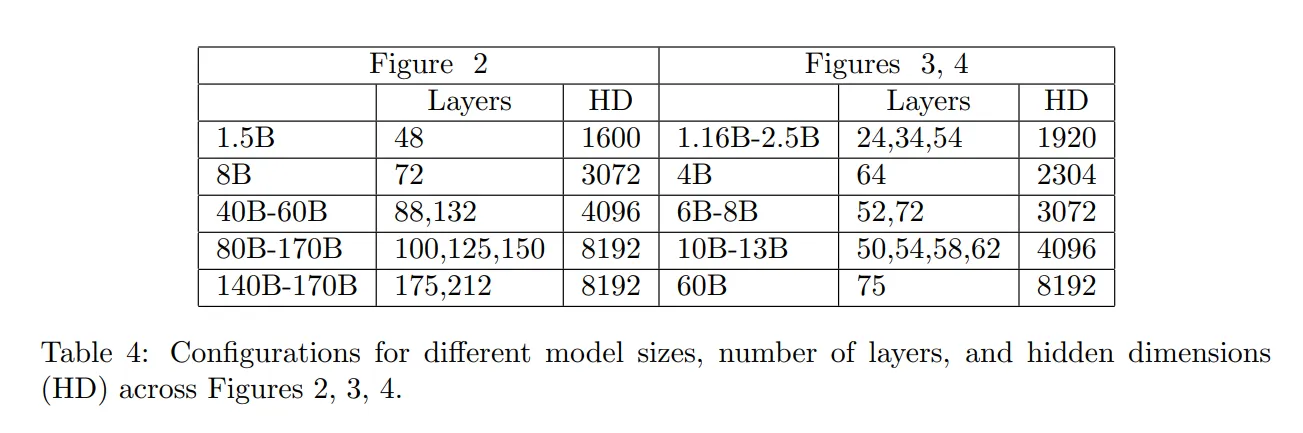 Figure 2 Figures 3, 4
Layers HD Layers HD
1.5B 48 1600 1.16B-2.5B 24,34,54 1920
8B 72 3072 4B 64 2304
40B-60B 88,132 4096 6B-8B 52,72 3072
80B-170B 100,125,150 8192 10B-13B 50,54,58,62 4096
140B-170B 175,212 8192 60B 75 8192
Table 4: Configurations for different model sizes, number of layers, and hidden dimensions
(HD) across Figures 2, 3, 4.